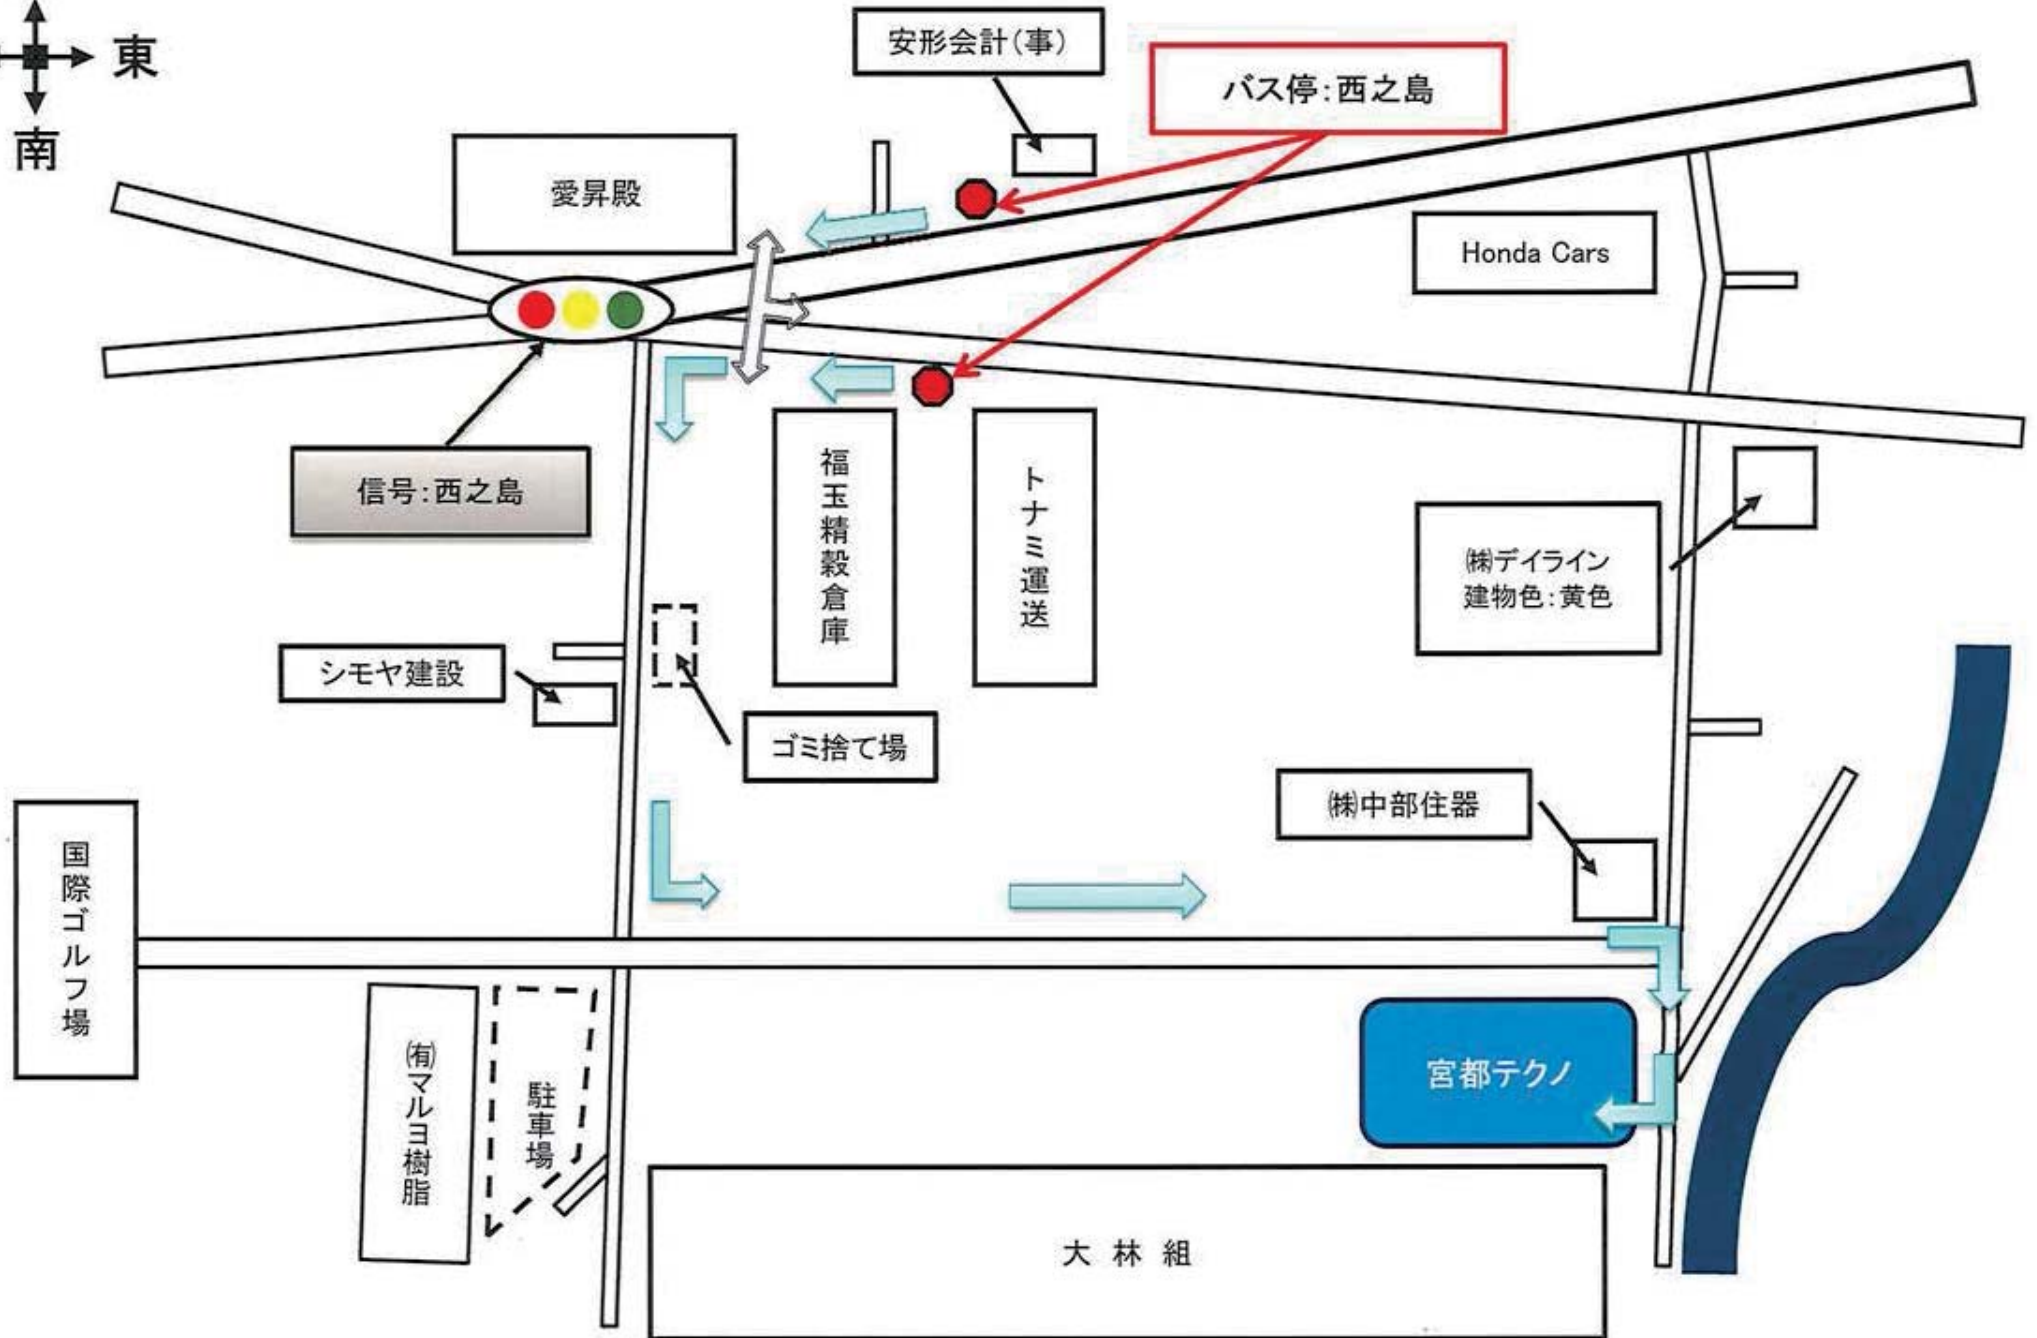 東
南
安形会計(事)
バス停:西之島
愛昇殿
Honda Cars
信号:西之島
福玉精穀倉庫
トナミ運送
㈱デイライン
建物色:黄色
シモヤ建設
ゴミ捨て場
㈱中部住器
国際ゴルフ場
㈲マルヨ樹脂
駐車場
宮都テクノ
大林組